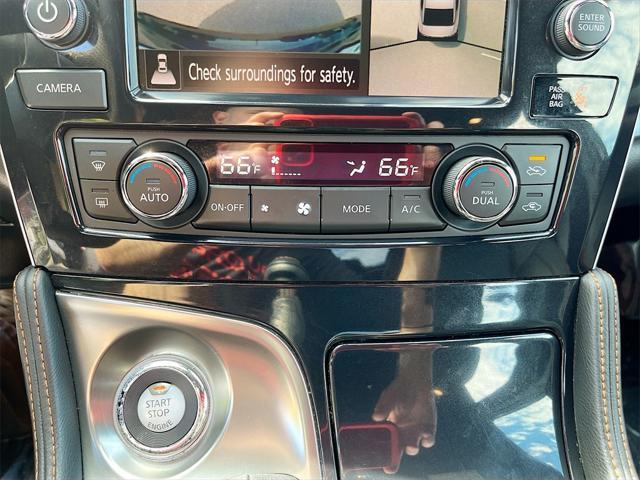 ENTER
SOUND
Check surroundings for safety.
CAMERA
PASS
AIR
BAG
66°F
66°F
PUSH
AUTO
ON·OFF
MODE
A/C
PUSH
DUAL
START
STOP
ENGINE